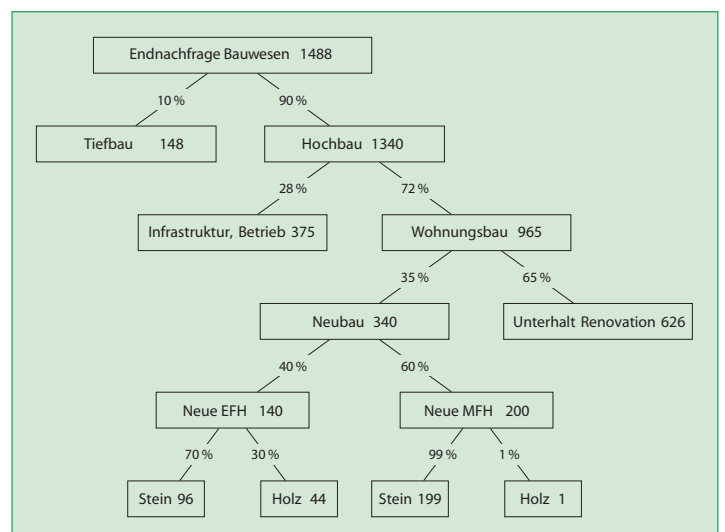 Endnachfrage Bauwesen 1488
10 % 90 %
Tiefbau 148 Hochbau 1340
28 % 72 %
Infrastruktur, Betrieb 375 Wohnungsbau 965
35 % 65 %
Neubau 340 Unterhalt Renovation 626
40 % 60 %
Neue EFH 140 Neue MFH 200
70 % 30 % 99 % 1 %
Stein 96 Holz 44 Stein 199 Holz 1